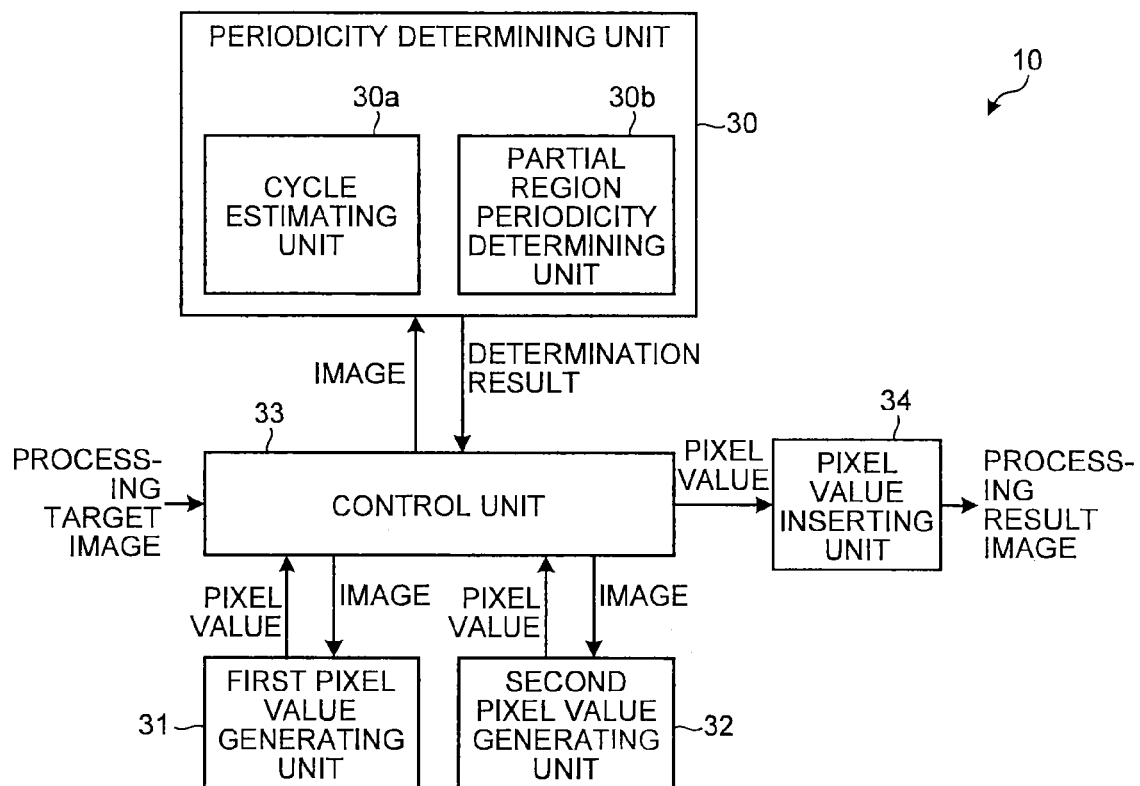 PERIODICITY DETERMINING UNIT
10
30a
30b
30
CYCLE
ESTIMATING
UNIT
PARTIAL
REGION
PERIODICITY
DETERMINING
UNIT
IMAGE
DETERMINATION
RESULT
33
34
PROCESS-
ING
TARGET
IMAGE
CONTROL UNIT
PIXEL
VALUE
PIXEL
VALUE
INSERTING
UNIT
PROCESS-
ING
RESULT
IMAGE
PIXEL
VALUE
IMAGE
PIXEL
VALUE
IMAGE
31
FIRST PIXEL
VALUE
GENERATING
UNIT
SECOND
PIXEL VALUE
GENERATING
UNIT
32